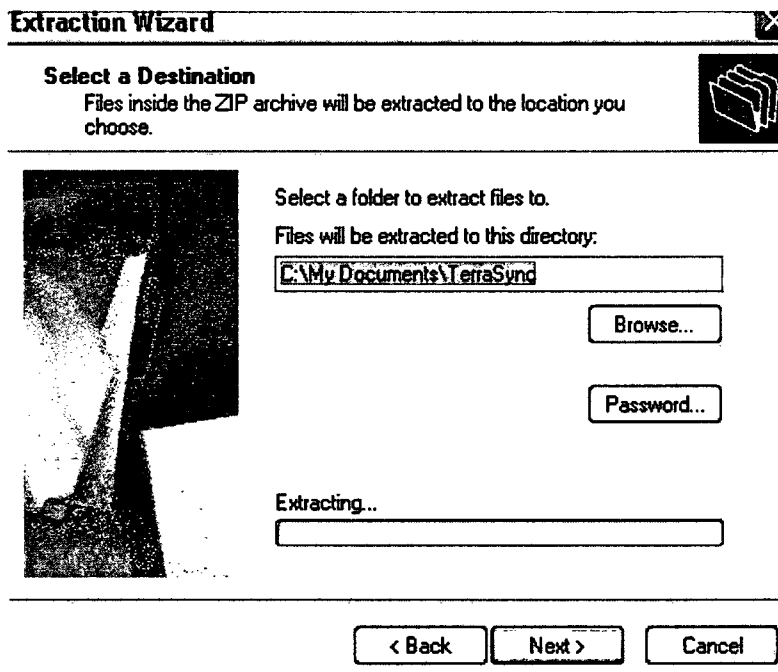 Extraction Wizard
Select a Destination
Files inside the ZIP archive will be extracted to the location you
choose.
Select a folder to extract files to.
Files will be extracted to this directory:
C:\My Documents\TerraSync
Browse...
Password...
Extracting...
< Back
Next >
Cancel